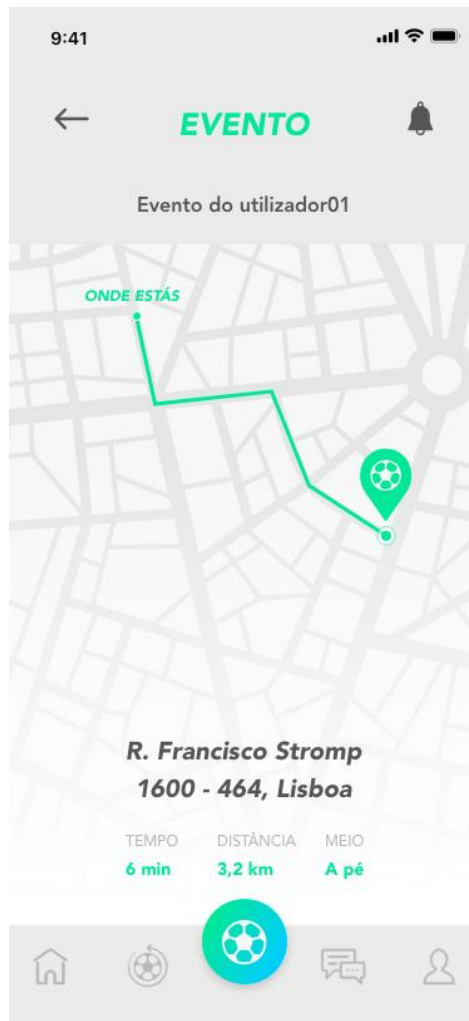 9:41
EVENTO
Evento do utilizador01
ONDE ESTÁS
R. Francisco Stromp
1600 - 464, Lisboa
TEMPO DISTÂNCIA MEIO
6 min 3,2 km A pé